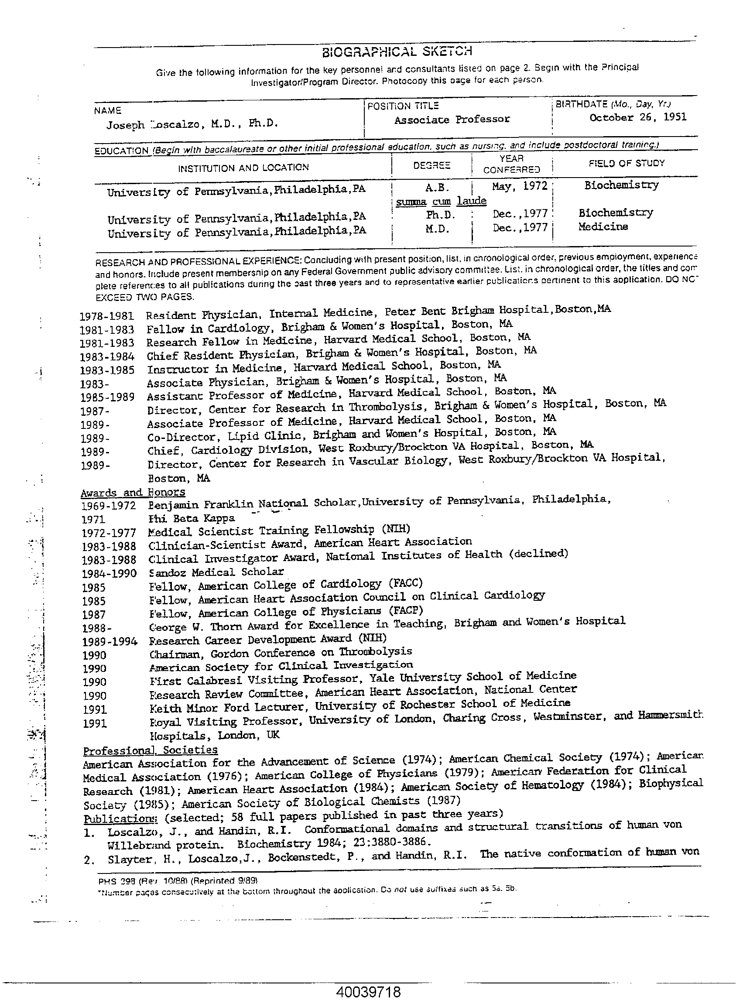 BIOGRAPHICAL SKETCH
Give the following information for the key personnel and consultants listed on page 2. Begin with the Principal
Investigator/Program Director. Photocopy this page for each person.
NAME
POSITION TITLE
BIRTHDATE (Mo., Day, Yr.)
Joseph Loscalzo, M.D., Ph.D.
Associate Professor
October 26, 1951
EDUCATION (Begin with baccalaureate or other initial professional education, such as nursing, and include postdoctoral training.)
INSTITUTION AND LOCATION
DEGREE
YEAR
CONFERRED
FIELD OF STUDY
University of Pennsylvania, Philadelphia, PA
A.B.
May, 1972
Biochemistry
summa cum laude
University of Pennsylvania, Philadelphia, PA
Ph.D.
Dec., 1977
Biochemistry
University of Pennsylvania, Philadelphia, PA
M.D.
Dec., 1977
Medicine
RESEARCH AND PROFESSIONAL EXPERIENCE: Concluding with present position, list, in chronological order, previous employment, experience
and honors. Include present membership on any Federal Government public advisory committee. List, in chronological order, the titles and com
plete references to all publications during the past three years and to representative earlier publications pertinent to this application. DO NOT
EXCEED TWO PAGES.
1978-1981 Resident Physician, Internal Medicine, Peter Bent Brigham Hospital, Boston, MA
1981-1983 Fellow in Cardiology, Brigham & Women's Hospital, Boston, MA
1981-1983 Research Fellow in Medicine, Harvard Medical School, Boston, MA
1983-1984 Chief Resident Physician, Brigham & Women's Hospital, Boston, MA
1983-1985 Instructor in Medicine, Harvard Medical School, Boston, MA
1983- Associate Physician, Brigham & Women's Hospital, Boston, MA
1985-1989 Assistant Professor of Medicine, Harvard Medical School, Boston, MA
1987- Director, Center for Research in Thrombolysis, Brigham & Women's Hospital, Boston, MA
1989- Associate Professor of Medicine, Harvard Medical School, Boston, MA
1989- Co-Director, Lipid Clinic, Brigham and Women's Hospital, Boston, MA
1989- Chief, Cardiology Division, West Roxbury/Brockton VA Hospital, Boston, MA
1989- Director, Center for Research in Vascular Biology, West Roxbury/Brockton VA Hospital,
Boston, MA
Awards and Honors
1969-1972 Benjamin Franklin National Scholar, University of Pennsylvania, Philadelphia,
1971 Phi Beta Kappa
1972-1977 Medical Scientist Training Fellowship (NIH)
1983-1988 Clinician-Scientist Award, American Heart Association
1983-1988 Clinical Investigator Award, National Institutes of Health (declined)
1984-1990 Sandoz Medical Scholar
1985 Fellow, American College of Cardiology (FACC)
1985 Fellow, American Heart Association Council on Clinical Cardiology
1987 Fellow, American College of Physicians (FACP)
1988- George W. Thorn Award for Excellence in Teaching, Brigham and Women's Hospital
1989-1994 Research Career Development Award (NIH)
1990 Chairman, Gordon Conference on Thrombolysis
1990 American Society for Clinical Investigation
1990 First Calabresi Visiting Professor, Yale University School of Medicine
1990 Research Review Committee, American Heart Association, National Center
1991 Keith Minor Ford Lecturer, University of Rochester School of Medicine
1991 Royal Visiting Professor, University of London, Charing Cross, Westminster, and Hammersmith
Hospitals, London, UK
Professional Societies
American Association for the Advancement of Science (1974); American Chemical Society (1974); American
Medical Association (1976); American College of Physicians (1979); American Federation for Clinical
Research (1981); American Heart Association (1984); American Society of Hematology (1984); Biophysical
Society (1985); American Society of Biological Chemists (1987)
Publications (selected; 58 full papers published in past three years)
1. Loscalzo, J., and Handin, R.I. Conformational domains and structural transitions of human von
Willebrand protein. Biochemistry 1984; 23:3880-3886.
2. Slayter, H., Loscalzo, J., Bockenstedt, P., and Handin, R.I. The native conformation of human von
PHS 398 (Rev. 10/88) (Reprinted 9/89)
*Number pages consecutively at the bottom throughout the application. Do not use suffixes such as 5a, 5b.
40039718